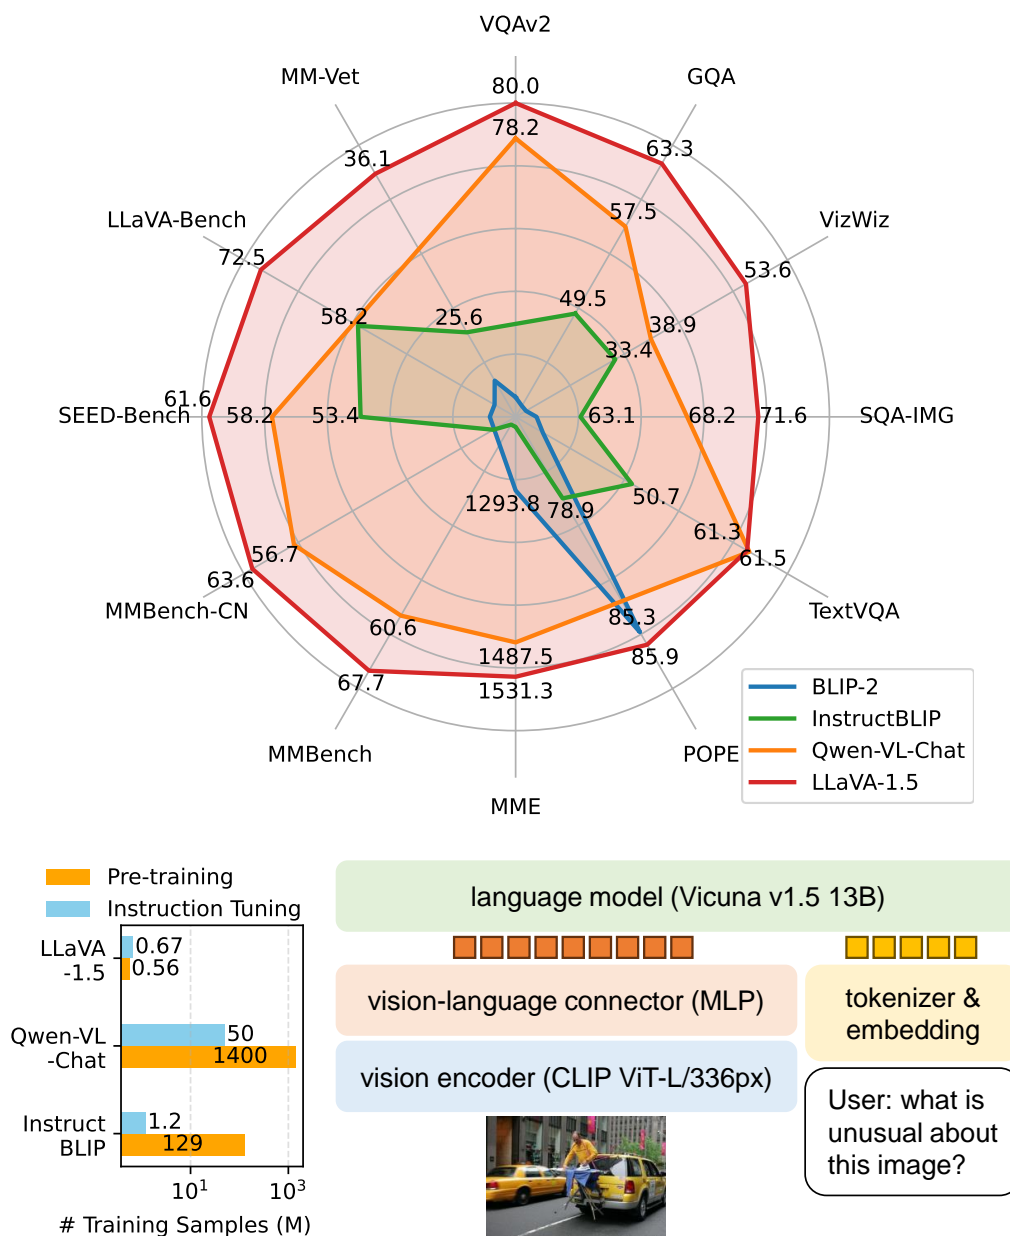 VQAv2
MM-Vet
GQA
80.0
78.2
36.1
63.3
LLaVA-Bench
VizWiz
57.5
72.5
53.6
49.5
58.2
25.6
38.9
33.4
61.6
SEED-Bench
58.2
53.4
63.1
68.2
71.6
SQA-IMG
50.7
1293.8
78.9
61.3
56.7
61.5
63.6
MMBench-CN
TextVQA
85.3
60.6
1487.5
85.9
67.7
1531.3
MMBench
POPE
MME
BLIP-2
InstructBLIP
Qwen-VL-Chat
LLaVA-1.5
Pre-training
Instruction Tuning
LLaVA
-1.5
0.67
0.56
Qwen-VL
-Chat
50
1400
Instruct
BLIP
1.2
129
10¹
10³
# Training Samples (M)
language model (Vicuna v1.5 13B)
vision-language connector (MLP)
tokenizer &
embedding
vision encoder (CLIP ViT-L/336px)
User: what is
unusual about
this image?